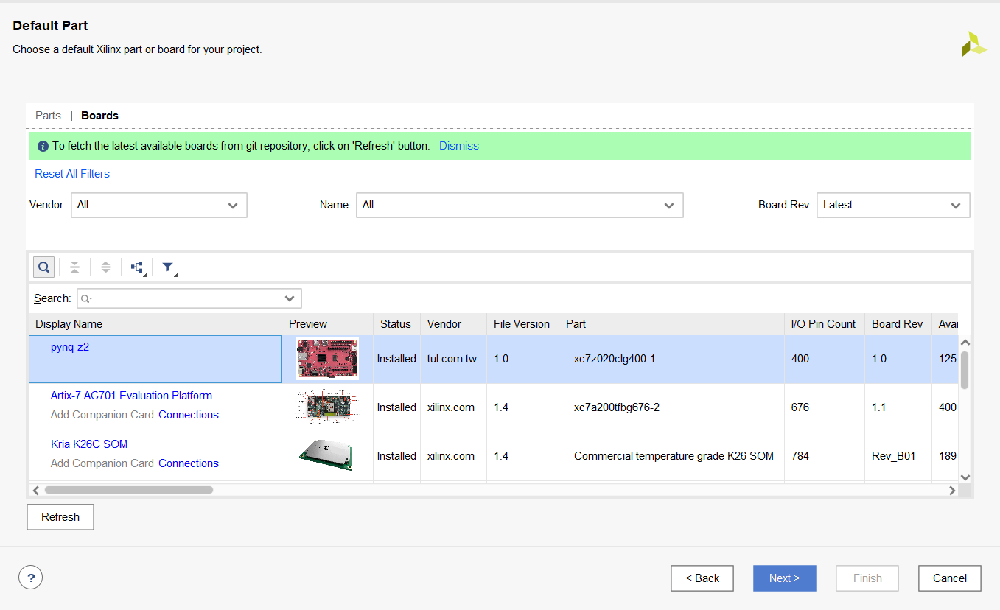 Default Part
Choose a default Xilinx part or board for your project.
Parts | Boards
To fetch the latest available boards from git repository, click on 'Refresh' button. Dismiss
Reset All Filters
Vendor: All Name: All Board Rev: Latest
Search:
Display Name Preview Status Vendor File Version Part I/O Pin Count Board Rev Avai
pynq-z2 Installed tul.com.tw 1.0 xc7z020clg400-1 400 1.0 125
Artix-7 AC701 Evaluation Platform
Add Companion Card Connections Installed xilinx.com 1.4 xc7a200tfbg676-2 676 1.1 400
Kria K26C SOM
Add Companion Card Connections Installed xilinx.com 1.4 Commercial temperature grade K26 SOM 784 Rev_B01 189
Refresh
? < Back Next > Finish Cancel